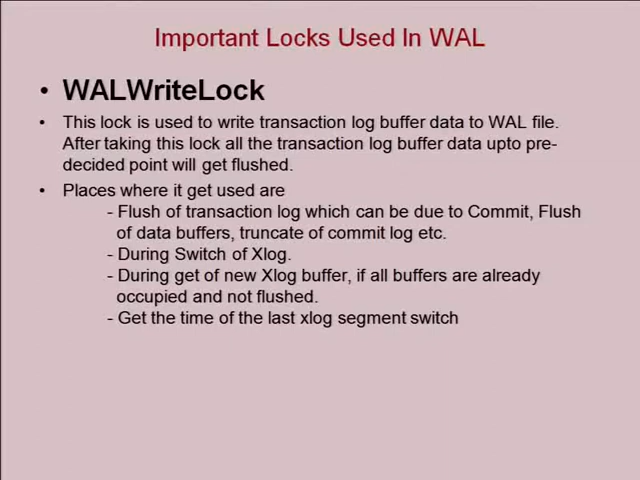 Important Locks Used In WAL
• WALWriteLock
• This lock is used to write transaction log buffer data to WAL file.
After taking this lock all the transaction log buffer data upto pre-
decided point will get flushed.
• Places where it get used are
- Flush of transaction log which can be due to Commit, Flush
of data buffers, truncate of commit log etc.
- During Switch of Xlog.
- During get of new Xlog buffer, if all buffers are already
occupied and not flushed.
- Get the time of the last xlog segment switch